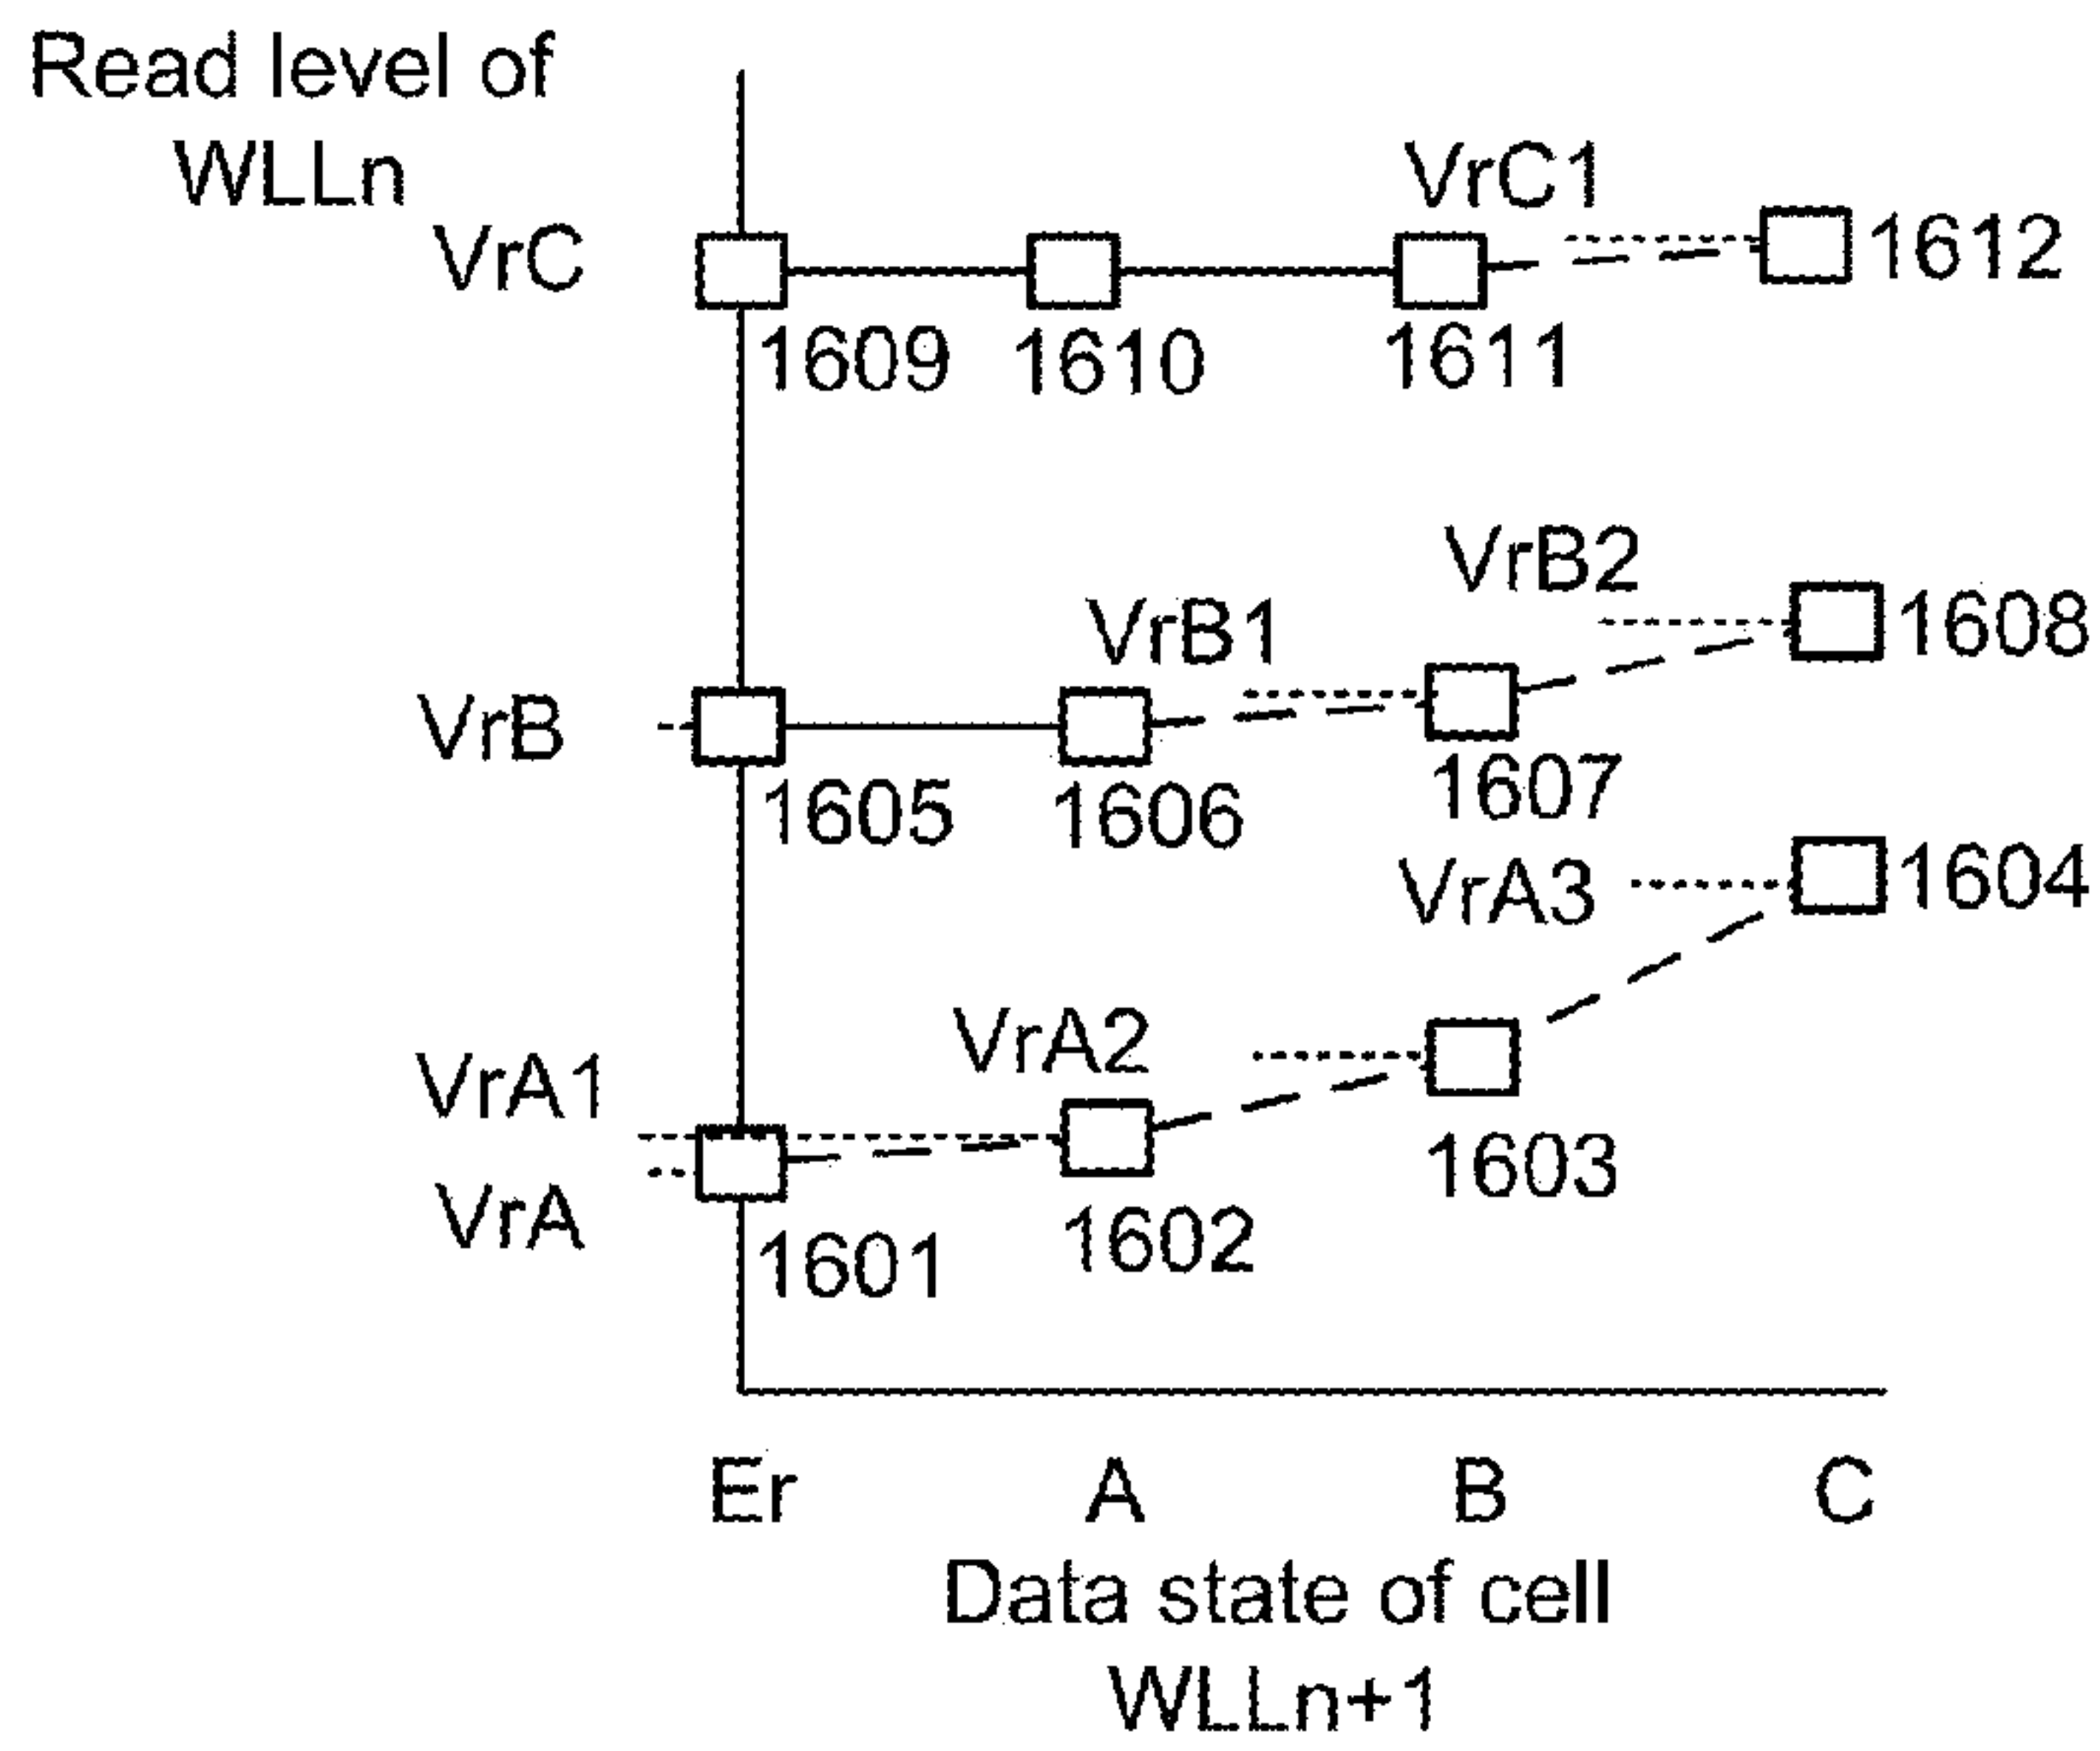 Read level of
WLLn
VrC1
VrC
1612
1609
1610
1611
VrB2
VrB1
1608
VrB
1605
1606
1607
VrA3
1604
VrA2
VrA1
1603
VrA
1602
1601
Er A B C
Data state of cell
WLLn+1